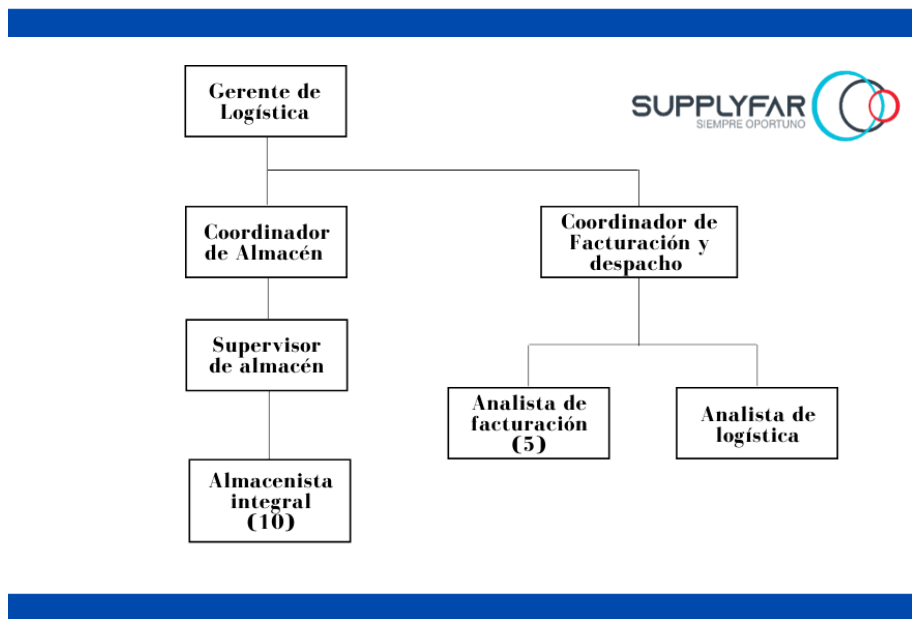 Gerente de
Logística
SUPPLYFAR
SIEMPRE OPORTUNO
Coordinador
de Almacén
Coordinador de
Facturación y
despacho
Supervisor
de almacén
Analista de
facturación
(5)
Analista de
logística
Almacenista
integral
(10)